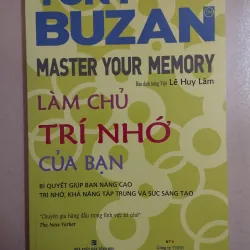 TONY
BUZAN
MASTER YOUR MEMORY
Bản dịch tiếng Việt: Lê Huy Lâm
LÀM CHỦ
TRÍ NHỚ
CỦA BẠN
BÍ QUYẾT GIÚP BẠN NÂNG CAO
TRÍ NHỚ, KHẢ NĂNG TẬP TRUNG VÀ SỨC SÁNG TẠO
The New Yorker